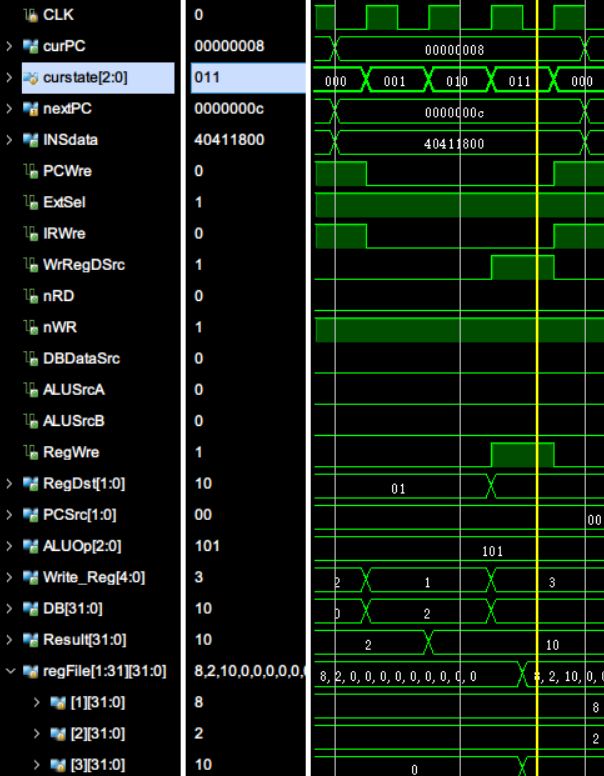 CLK 0
curPC 00000008 00000008
curstate[2:0] 011 000 001 010 011 000
nextPC 0000000c 0000000c
INSdata 40411800 40411800
PCWre 0
ExtSel 1
IRWre 0
WrRegDSrc 1
nRD 0
nWR 1
DBDataSrc 0
ALUSrcA 0
ALUSrcB 0
RegWre 1
RegDst[1:0] 10 01
PCSrc[1:0] 00 00
ALUOp[2:0] 101 101
Write_Reg[4:0] 3 2 1 3
DB[31:0] 10 2
Result[31:0] 10 2 10
regFile[1:31][31:0] 8,2,10,0,0,0,0,0, 8, 2, 0, 0, 0, 0, 0, 0, 0, 0, 0 8, 2, 10, 0, 0
[1][31:0] 8 8
[2][31:0] 2 2
[3][31:0] 10 0